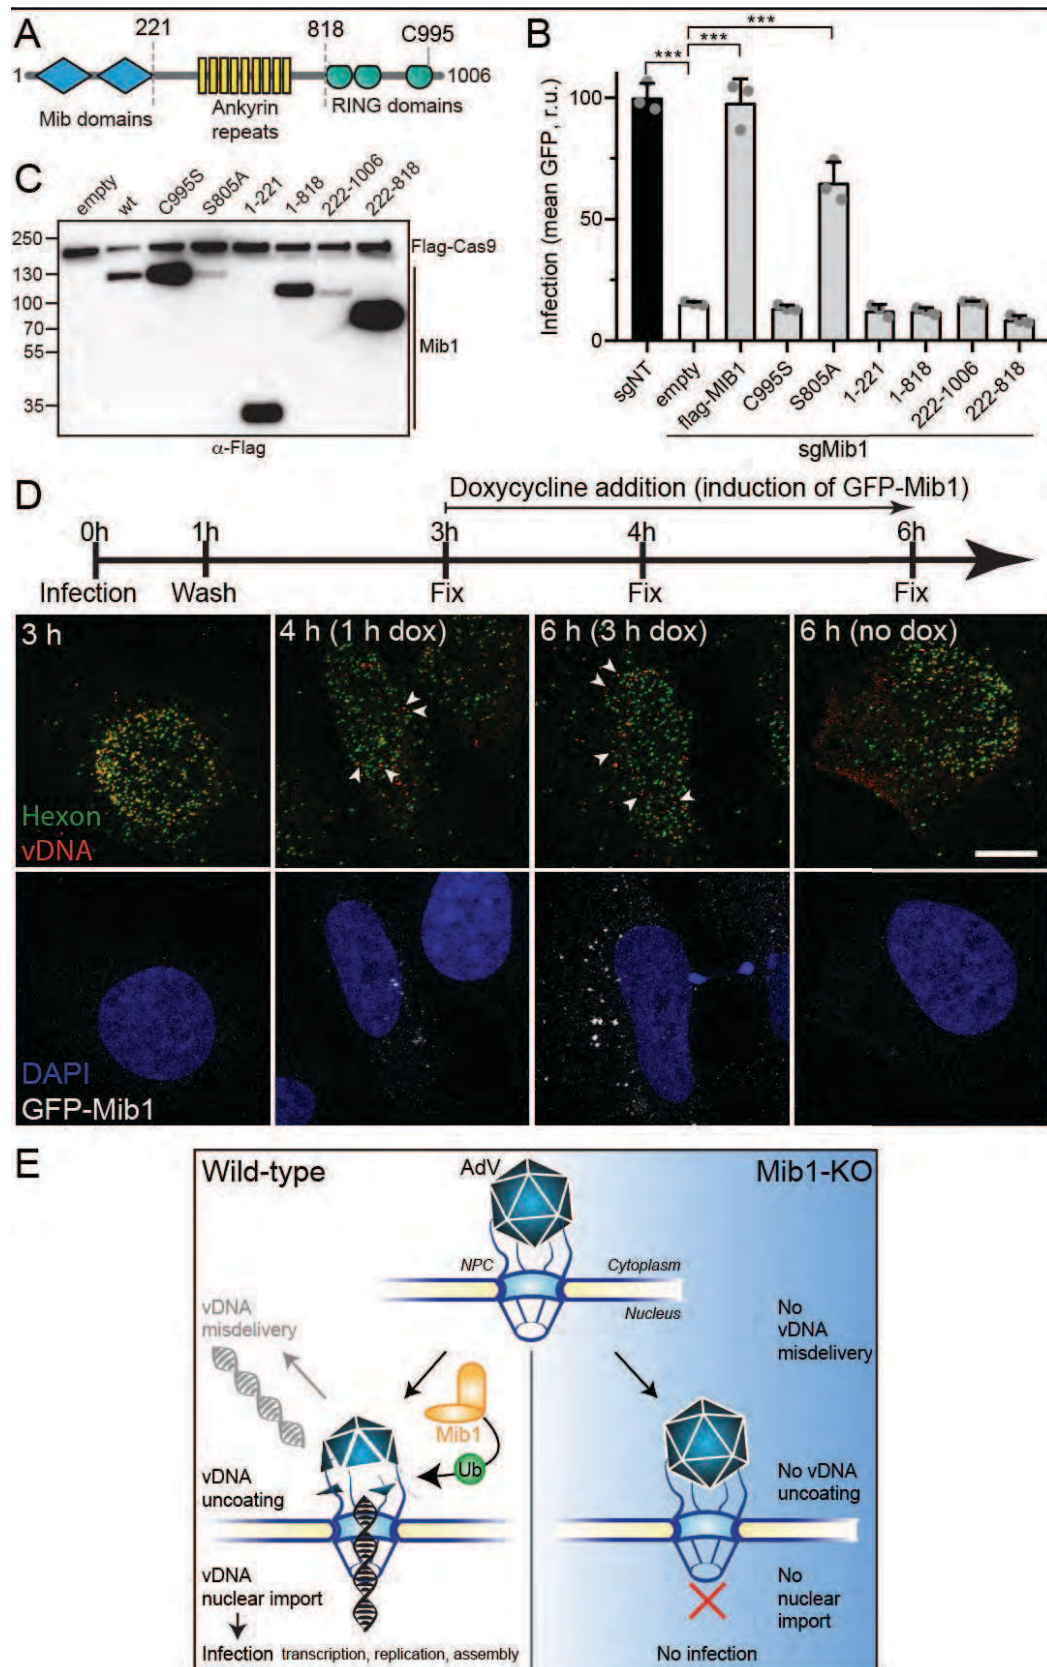 A
221
818
C995
1
1006
Mib domains
Ankyrin
repeats
RING domains
B
***
***
***
Infection (mean GFP, r.u.)
100
50
0
sgNT
empty
flag-MIB1
C995S
S805A
1-221
1-818
222-1006
222-818
sgMib1
C
empty
wt
C995S
S805A
1-221
1-818
222-1006
222-818
250
130
100
70
55
35
Flag-Cas9
Mib1
α-Flag
D
Doxycycline addition (induction of GFP-Mib1)
0h
1h
3h
4h
6h
Infection
Wash
Fix
Fix
Fix
3 h
4 h (1 h dox)
6 h (3 h dox)
6 h (no dox)
Hexon
vDNA
DAPI
GFP-Mib1
E
Wild-type
AdV
Mib1-KO
NPC
Cytoplasm
Nucleus
vDNA
misdelivery
No
vDNA
misdelivery
Mib1
Ub
vDNA
uncoating
No vDNA
uncoating
vDNA
nuclear import
No
nuclear
import
Infection transcription, replication, assembly
No infection